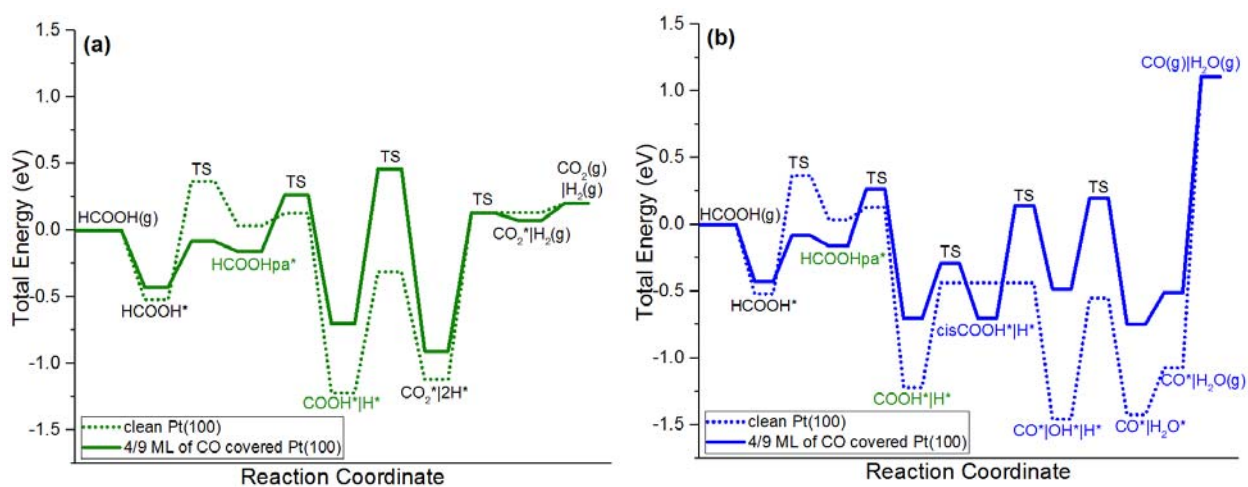 (a)
1.5
1.0
0.5
0.0
-0.5
-1.0
-1.5
Total Energy (eV)
HCOOH(g)
HCOOH*
TS
HCOOHpa*
TS
COOH*|H*
TS
CO₂*|2H*
TS
CO₂*|H₂(g)
CO₂(g)
|H₂(g)
clean Pt(100)
4/9 ML of CO covered Pt(100)
Reaction Coordinate
(b)
1.5
1.0
0.5
0.0
-0.5
-1.0
-1.5
Total Energy (eV)
HCOOH(g)
HCOOH*
TS
HCOOHpa*
TS
COOH*|H*
TS
cisCOOH*|H*
TS
CO*|OH*|H*
TS
CO*|H₂O*
CO*|H₂O(g)
CO(g)|H₂O(g)
clean Pt(100)
4/9 ML of CO covered Pt(100)
Reaction Coordinate